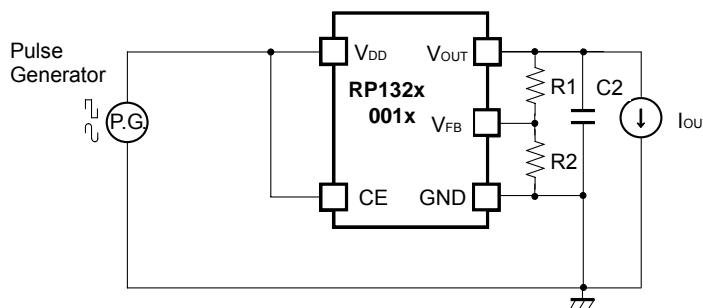 Pulse
Generator
P.G.
VDD
VOUT
RP132x
001x
VFB
CE
GND
R1
C2
R2
IOU